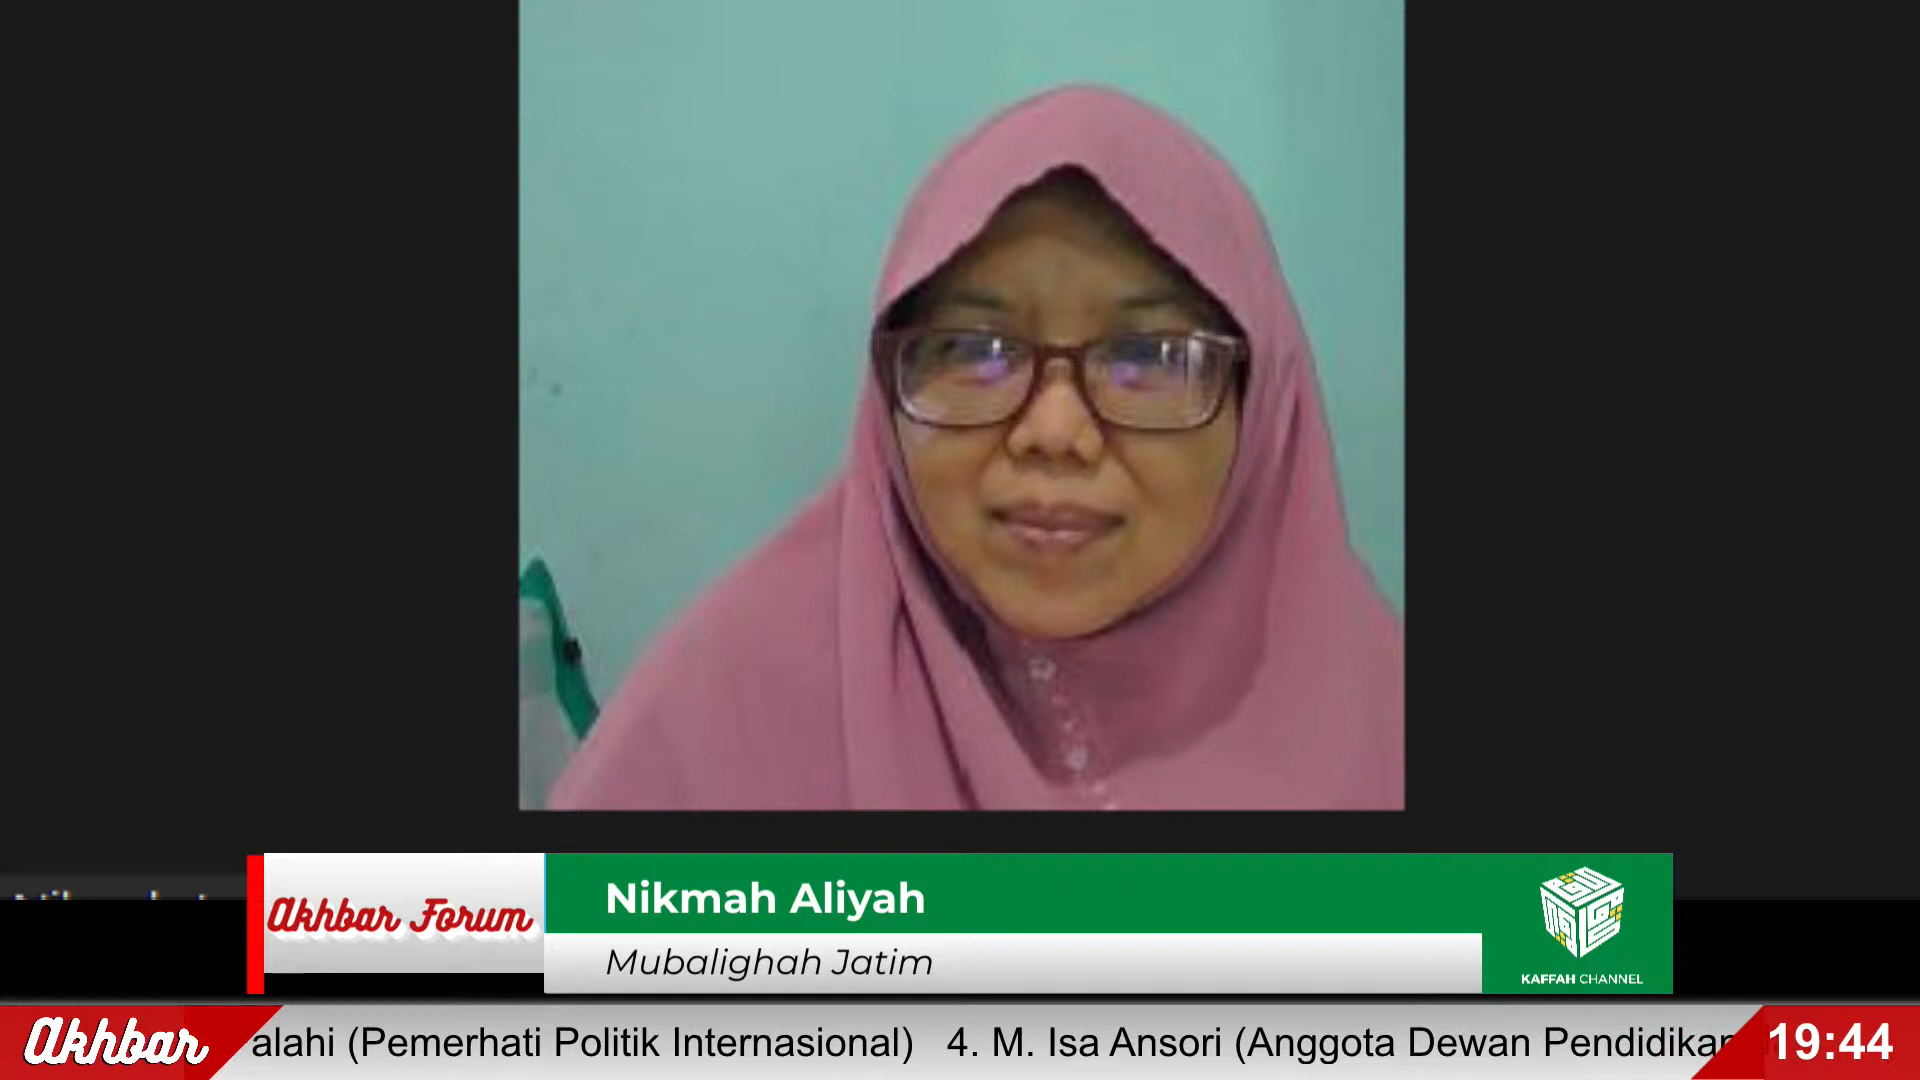 Akhbar Forum
Nikmah Aliyah
Mubalighah Jatim
KAFFAH CHANNEL
Akhbar
alahi (Pemerhati Politik Internasional) 4. M. Isa Ansori (Anggota Dewan Pendidikan
19:44